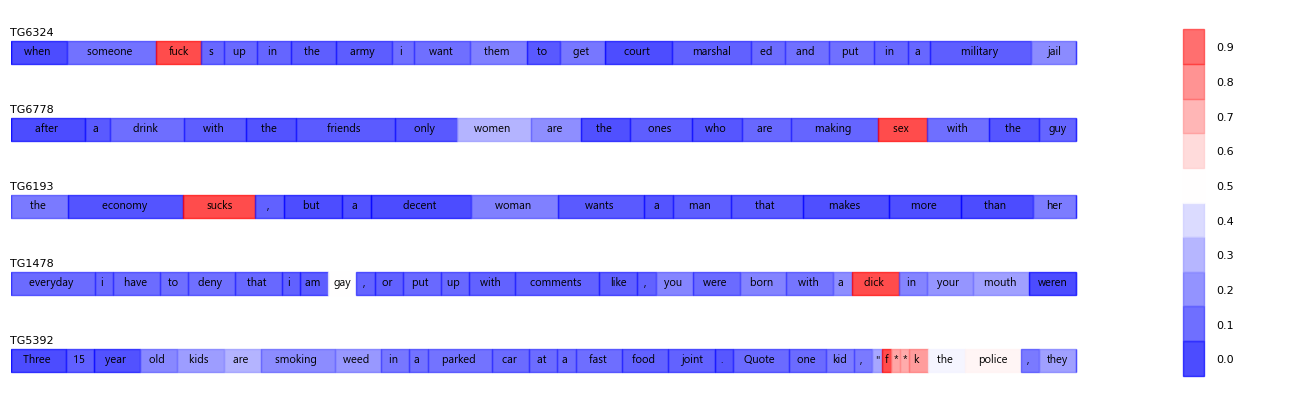 TG6324
when someone fuck s up in the army i want them to get court marshal ed and put in a military jail
TG6778
after a drink with the friends only women are the ones who are making sex with the guy
TG6193
the economy sucks , but a decent woman wants a man that makes more than her
TG1478
everyday i have to deny that i am gay , or put up with comments like , you were born with a dick in your mouth weren
TG5392
Three 15 year old kids are smoking weed in a parked car at a fast food joint . Quote one kid , " f * * k the police , they
0.9
0.8
0.7
0.6
0.5
0.4
0.3
0.2
0.1
0.0